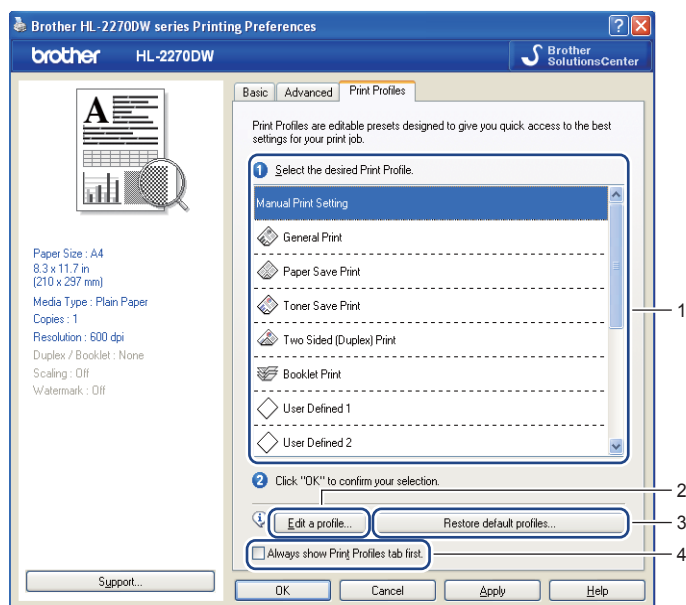 Brother HL-2270DW series Printing Preferences
brother HL-2270DW
Brother
SolutionsCenter
A
Paper Size : A4
8.3 x 11.7 in
(210 x 297 mm)
Media Type : Plain Paper
Copies : 1
Resolution : 600 dpi
Duplex / Booklet : None
Scaling : Off
Watermark : Off
Support...
Basic Advanced Print Profiles
Print Profiles are editable presets designed to give you quick access to the best
settings for your print job.
1 Select the desired Print Profile.
Manual Print Setting
General Print
Paper Save Print
Toner Save Print
Two Sided (Duplex) Print
Booklet Print
User Defined 1
User Defined 2
2 Click "OK" to confirm your selection.
Edit a profile... Restore default profiles...
Always show Print Profiles tab first.
OK Cancel Apply Help
1
2
3
4